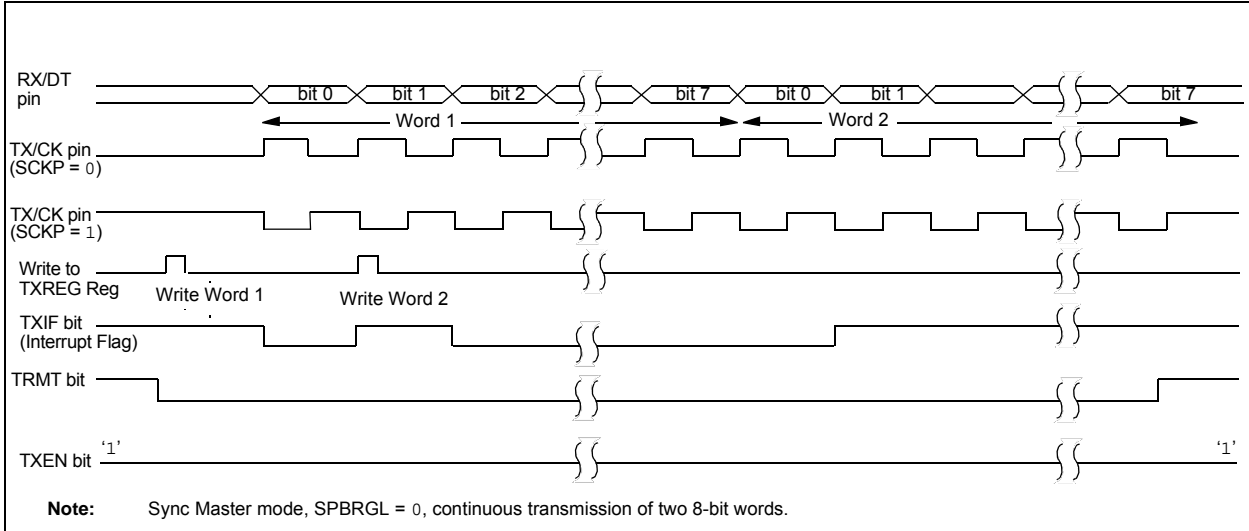 RX/DT
pin
bit 0 bit 1 bit 2 bit 7 bit 0 bit 1 bit 7
Word 1 Word 2
TX/CK pin
(SCKP = 0)
TX/CK pin
(SCKP = 1)
Write to
TXREG Reg
Write Word 1 Write Word 2
TXIF bit
(Interrupt Flag)
TRMT bit
TXEN bit ‘1’ ‘1’
Note: Sync Master mode, SPBRGL = 0, continuous transmission of two 8-bit words.